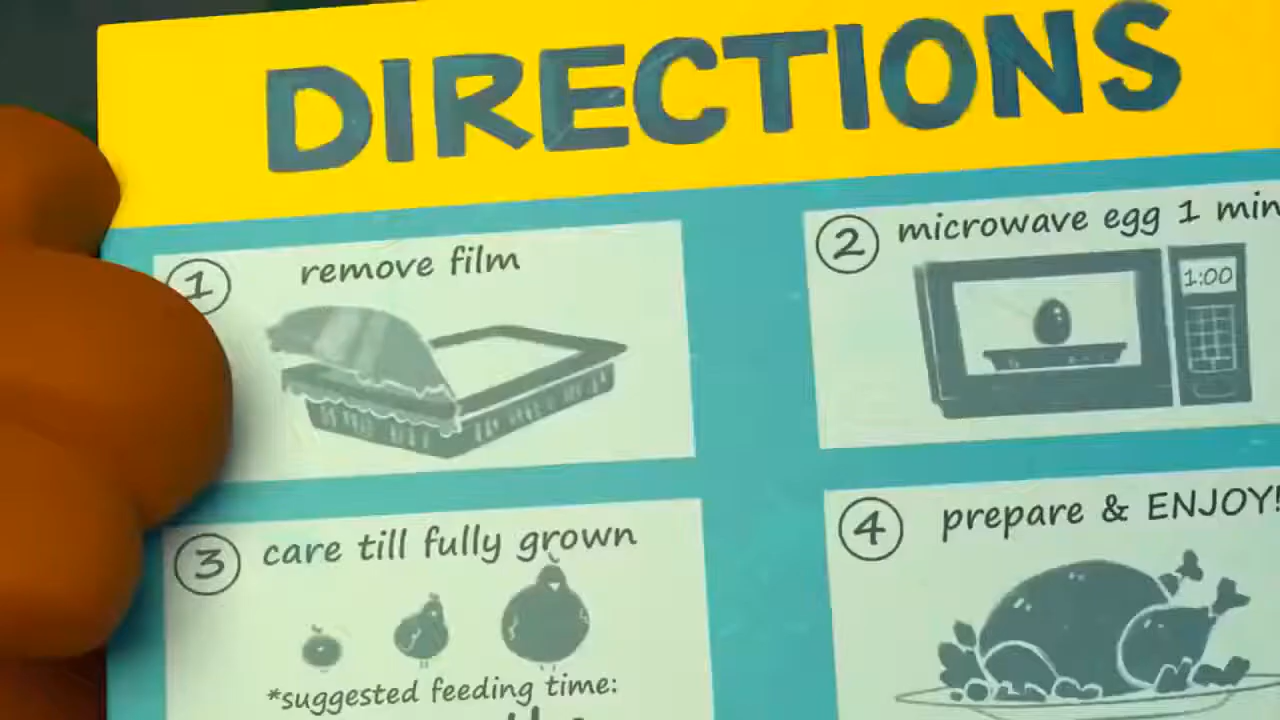 DIRECTIONS
1 remove film
2 microwave egg 1 min
1:00
3 care till fully grown
*suggested feeding time:
4 prepare & ENJOY!